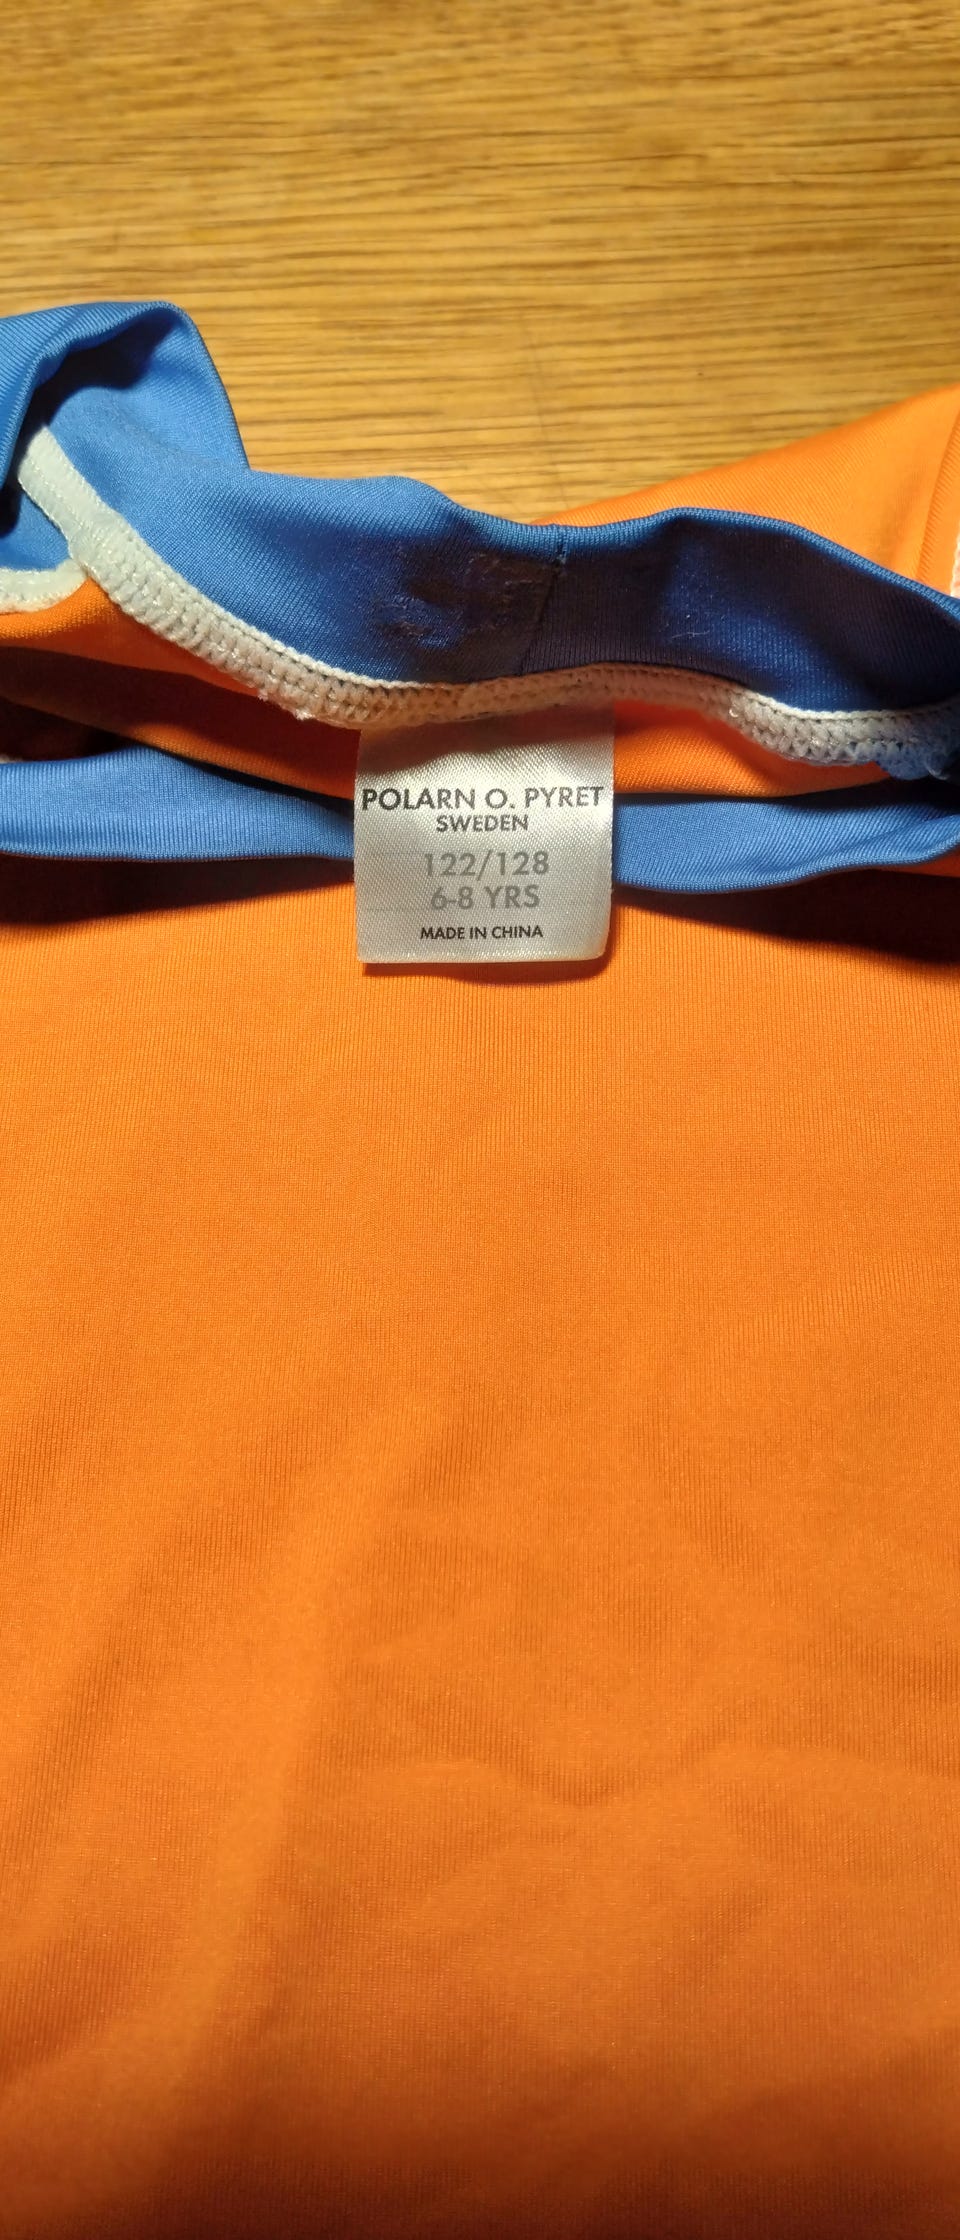 POLARN O. PYRET
SWEDEN
122/128
6-8 YRS
MADE IN CHINA